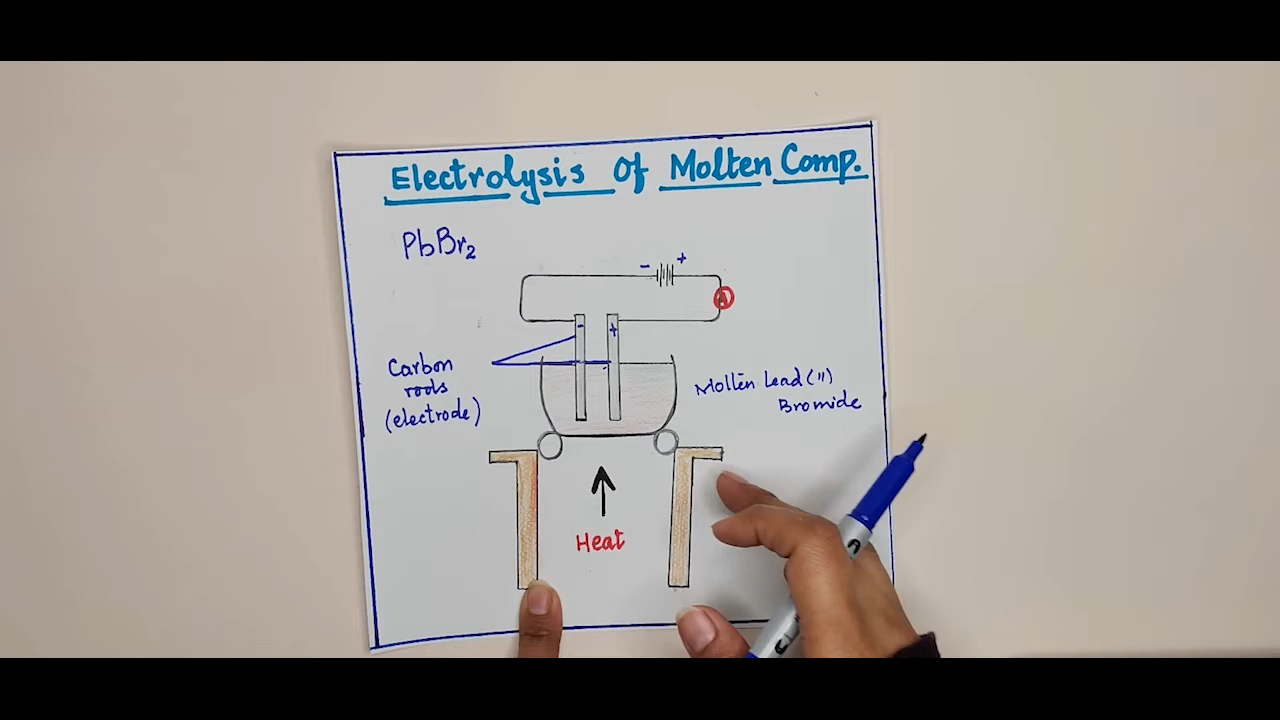 Electrolysis Of Molten Comp.
PbBr₂
- +
A
- +
Carbon
rods
(electrode)
Molten Lead (II)
Bromide
Heat